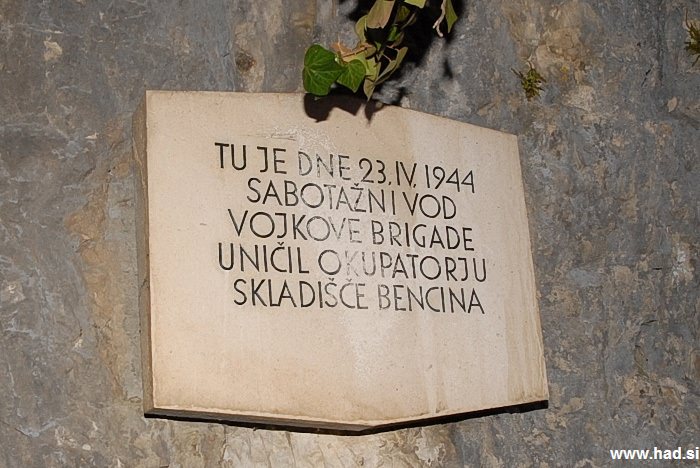 TU JE DNE 23. IV. 1944
SABOTAŽNI VOD
VOJKOVE BRIGADE
UNIČIL OKUPATORJU
SKLADIŠČE BENCINA
www.had.si